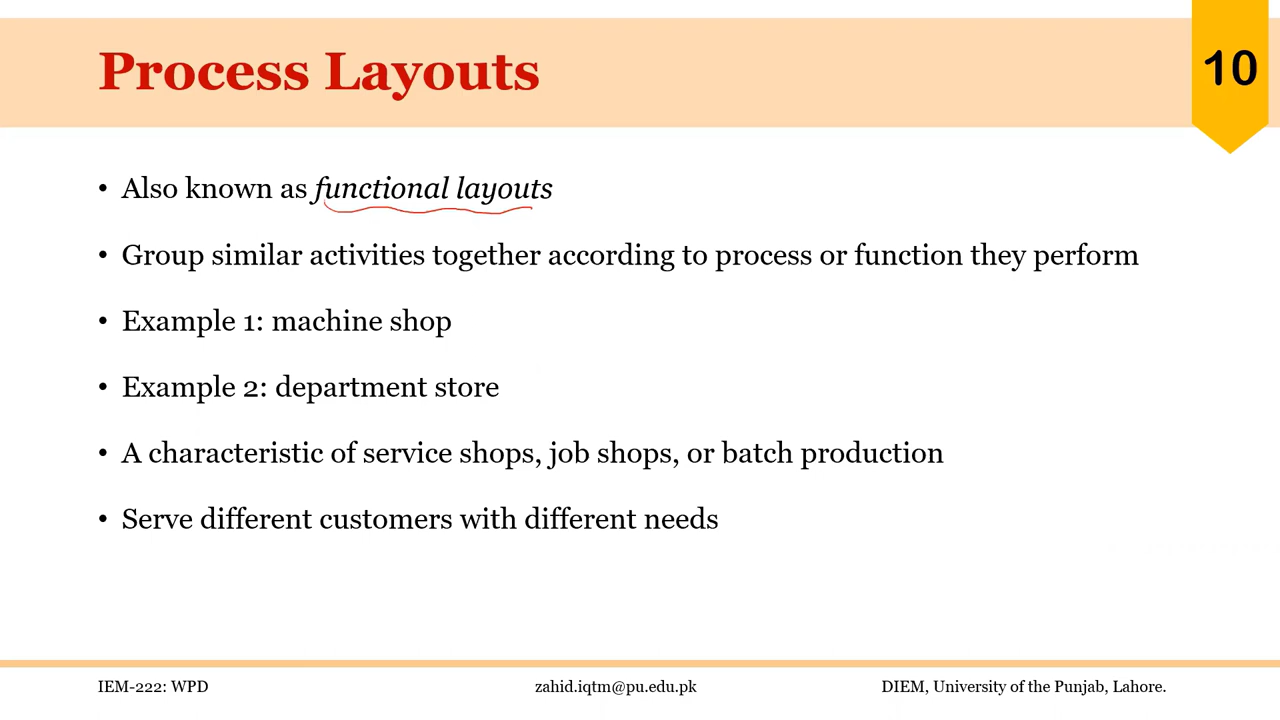 Process Layouts
10
• Also known as functional layouts
• Group similar activities together according to process or function they perform
• Example 1: machine shop
• Example 2: department store
• A characteristic of service shops, job shops, or batch production
• Serve different customers with different needs
IEM-222: WPD
zahid.iqtm@pu.edu.pk
DIEM, University of the Punjab, Lahore.